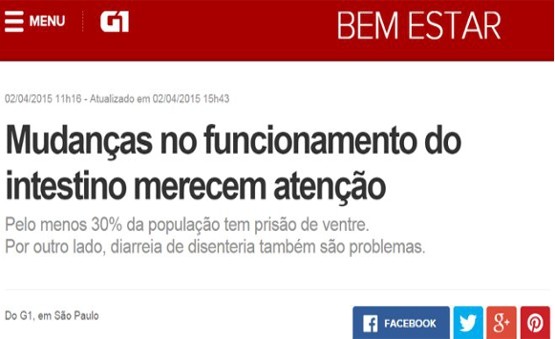 MENU G1 BEM ESTAR
02/04/2015 11h16 - Atualizado em 02/04/2015 15h43
Mudanças no funcionamento do
intestino merecem atenção
Pelo menos 30% da população tem prisão de ventre.
Por outro lado, diarreia de disenteria também são problemas.
Do G1, em São Paulo
FACEBOOK